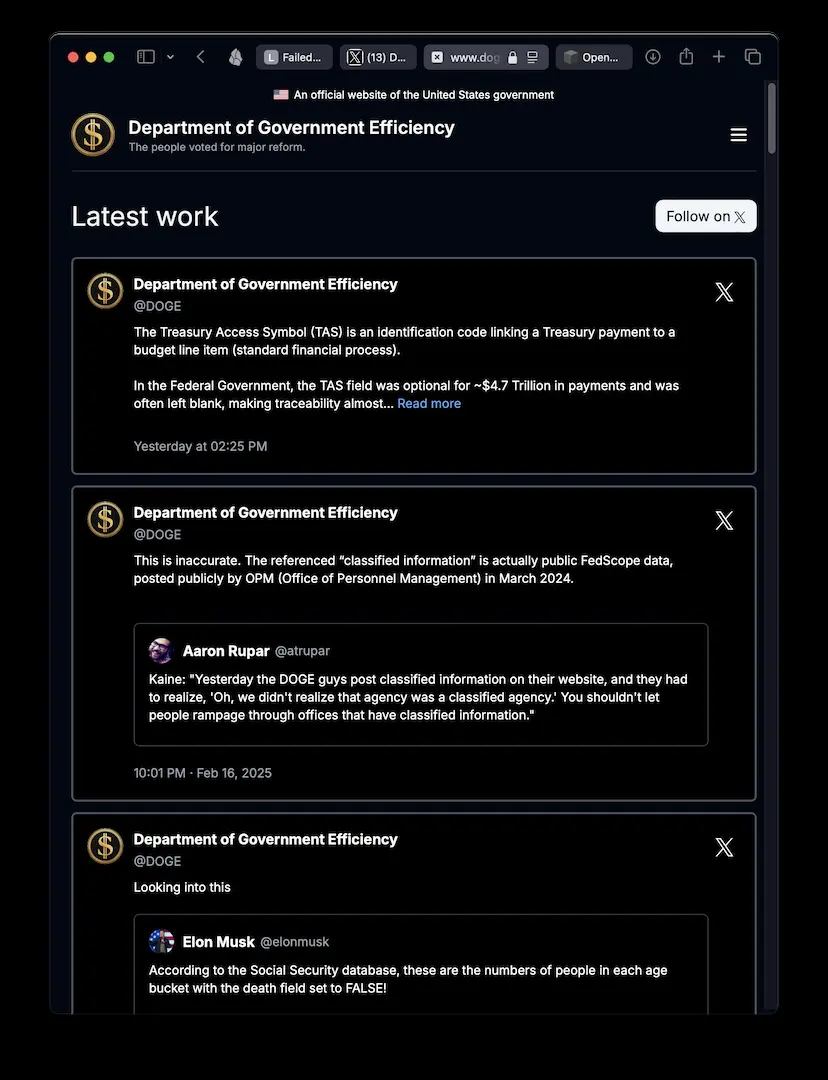 L Failed...
X (13) D...
www.dog
Open...
An official website of the United States government
Department of Government Efficiency
The people voted for major reform.
Latest work
Follow on X
Department of Government Efficiency
@DOGE
The Treasury Access Symbol (TAS) is an identification code linking a Treasury payment to a
budget line item (standard financial process).
In the Federal Government, the TAS field was optional for ~$4.7 Trillion in payments and was
often left blank, making traceability almost... Read more
Yesterday at 02:25 PM
Department of Government Efficiency
@DOGE
This is inaccurate. The referenced “classified information” is actually public FedScope data,
posted publicly by OPM (Office of Personnel Management) in March 2024.
Aaron Rupar @atrupar
Kaine: "Yesterday the DOGE guys post classified information on their website, and they had
to realize, 'Oh, we didn't realize that agency was a classified agency.' You shouldn't let
people rampage through offices that have classified information."
10:01 PM · Feb 16, 2025
Department of Government Efficiency
@DOGE
Looking into this
Elon Musk @elonmusk
According to the Social Security database, these are the numbers of people in each age
bucket with the death field set to FALSE!